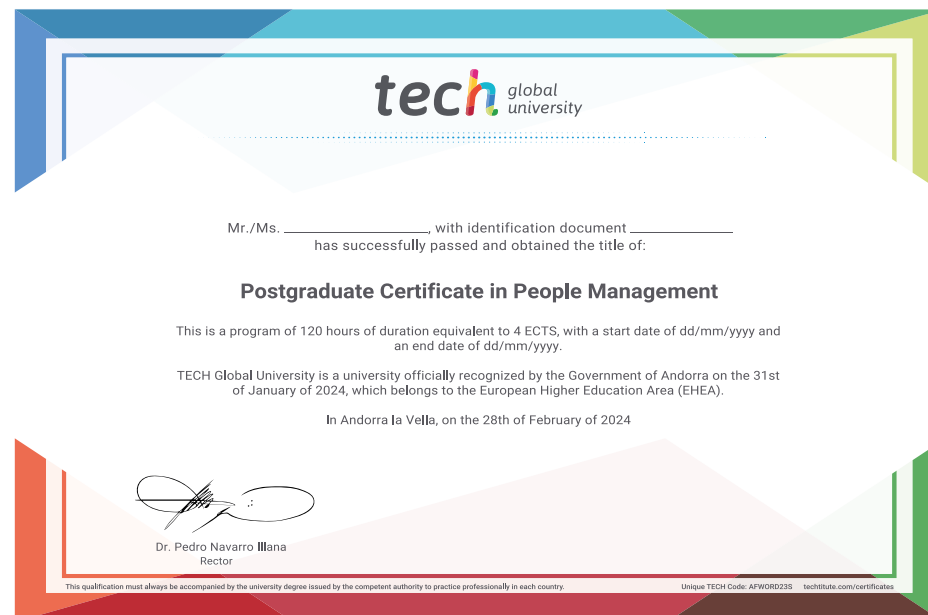 tech global
university
Mr./Ms. ____________________, with identification document ______________
has successfully passed and obtained the title of:
Postgraduate Certificate in People Management
This is a program of 120 hours of duration equivalent to 4 ECTS, with a start date of dd/mm/yyyy and
an end date of dd/mm/yyyy.
TECH Global University is a university officially recognized by the Government of Andorra on the 31st
of January of 2024, which belongs to the European Higher Education Area (EHEA).
In Andorra la Vella, on the 28th of February of 2024
Dr. Pedro Navarro Illana
Rector
This qualification must always be accompanied by the university degree issued by the competent authority to practice professionally in each country. Unique TECH Code: AFWORD23S techtitute.com/certificates